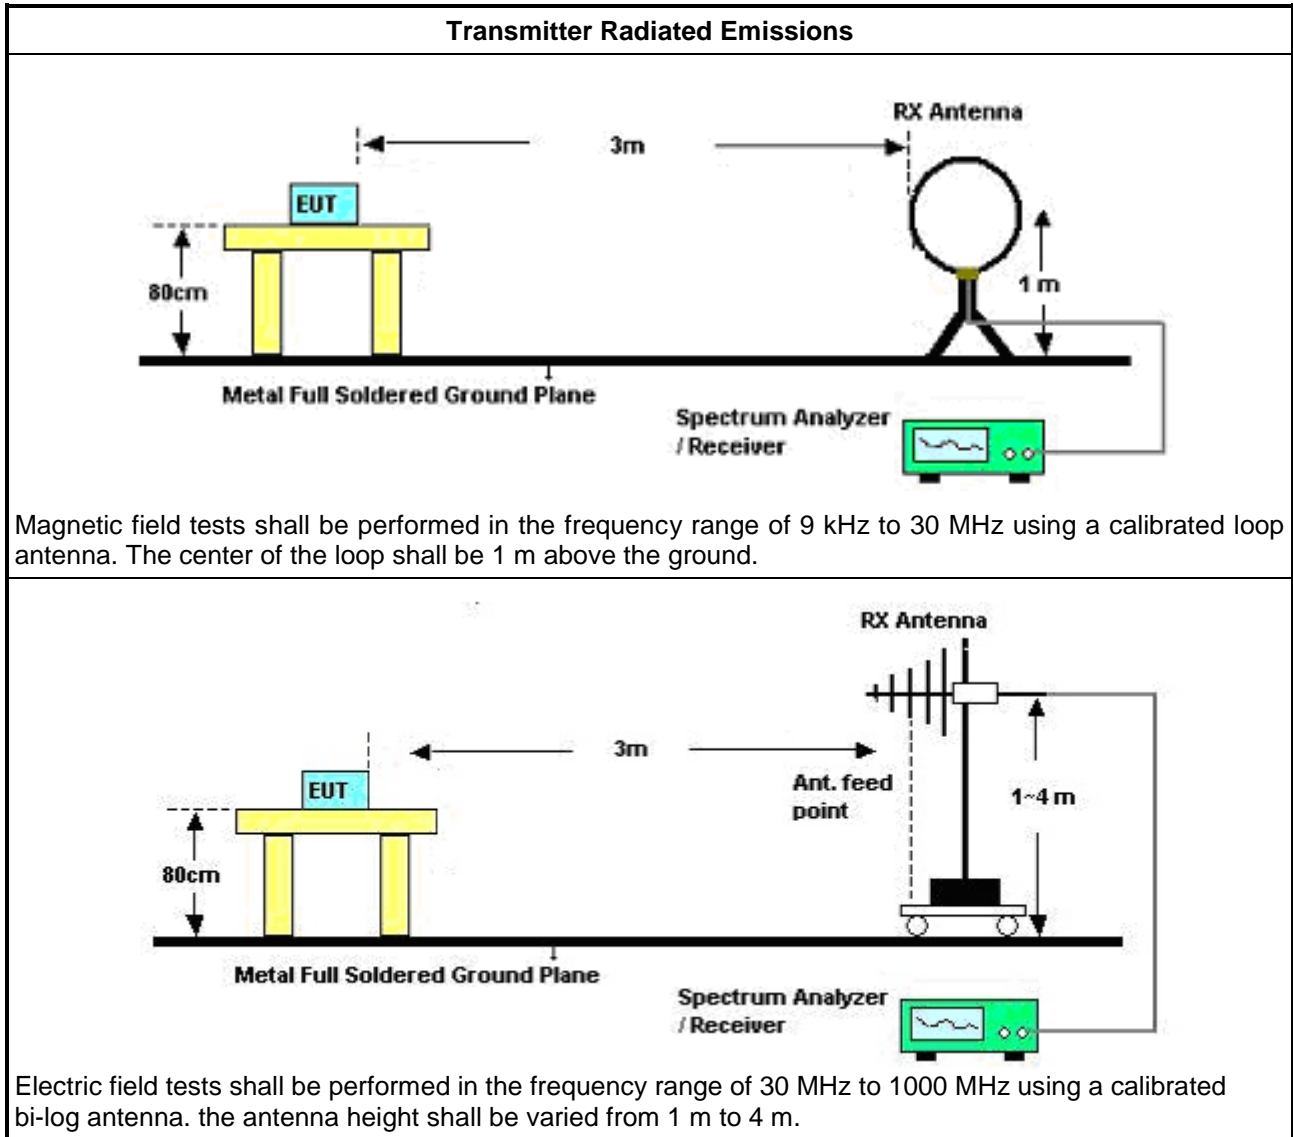 Transmitter Radiated Emissions
RX Antenna
3m
EUT
80cm
1 m
Metal Full Soldered Ground Plane
Spectrum Analyzer
/ Receiver
Magnetic field tests shall be performed in the frequency range of 9 kHz to 30 MHz using a calibrated loop
antenna. The center of the loop shall be 1 m above the ground.
RX Antenna
3m
EUT
Ant. feed
point
1~4 m
80cm
Metal Full Soldered Ground Plane
Spectrum Analyzer
/ Receiver
Electric field tests shall be performed in the frequency range of 30 MHz to 1000 MHz using a calibrated
bi-log antenna. the antenna height shall be varied from 1 m to 4 m.